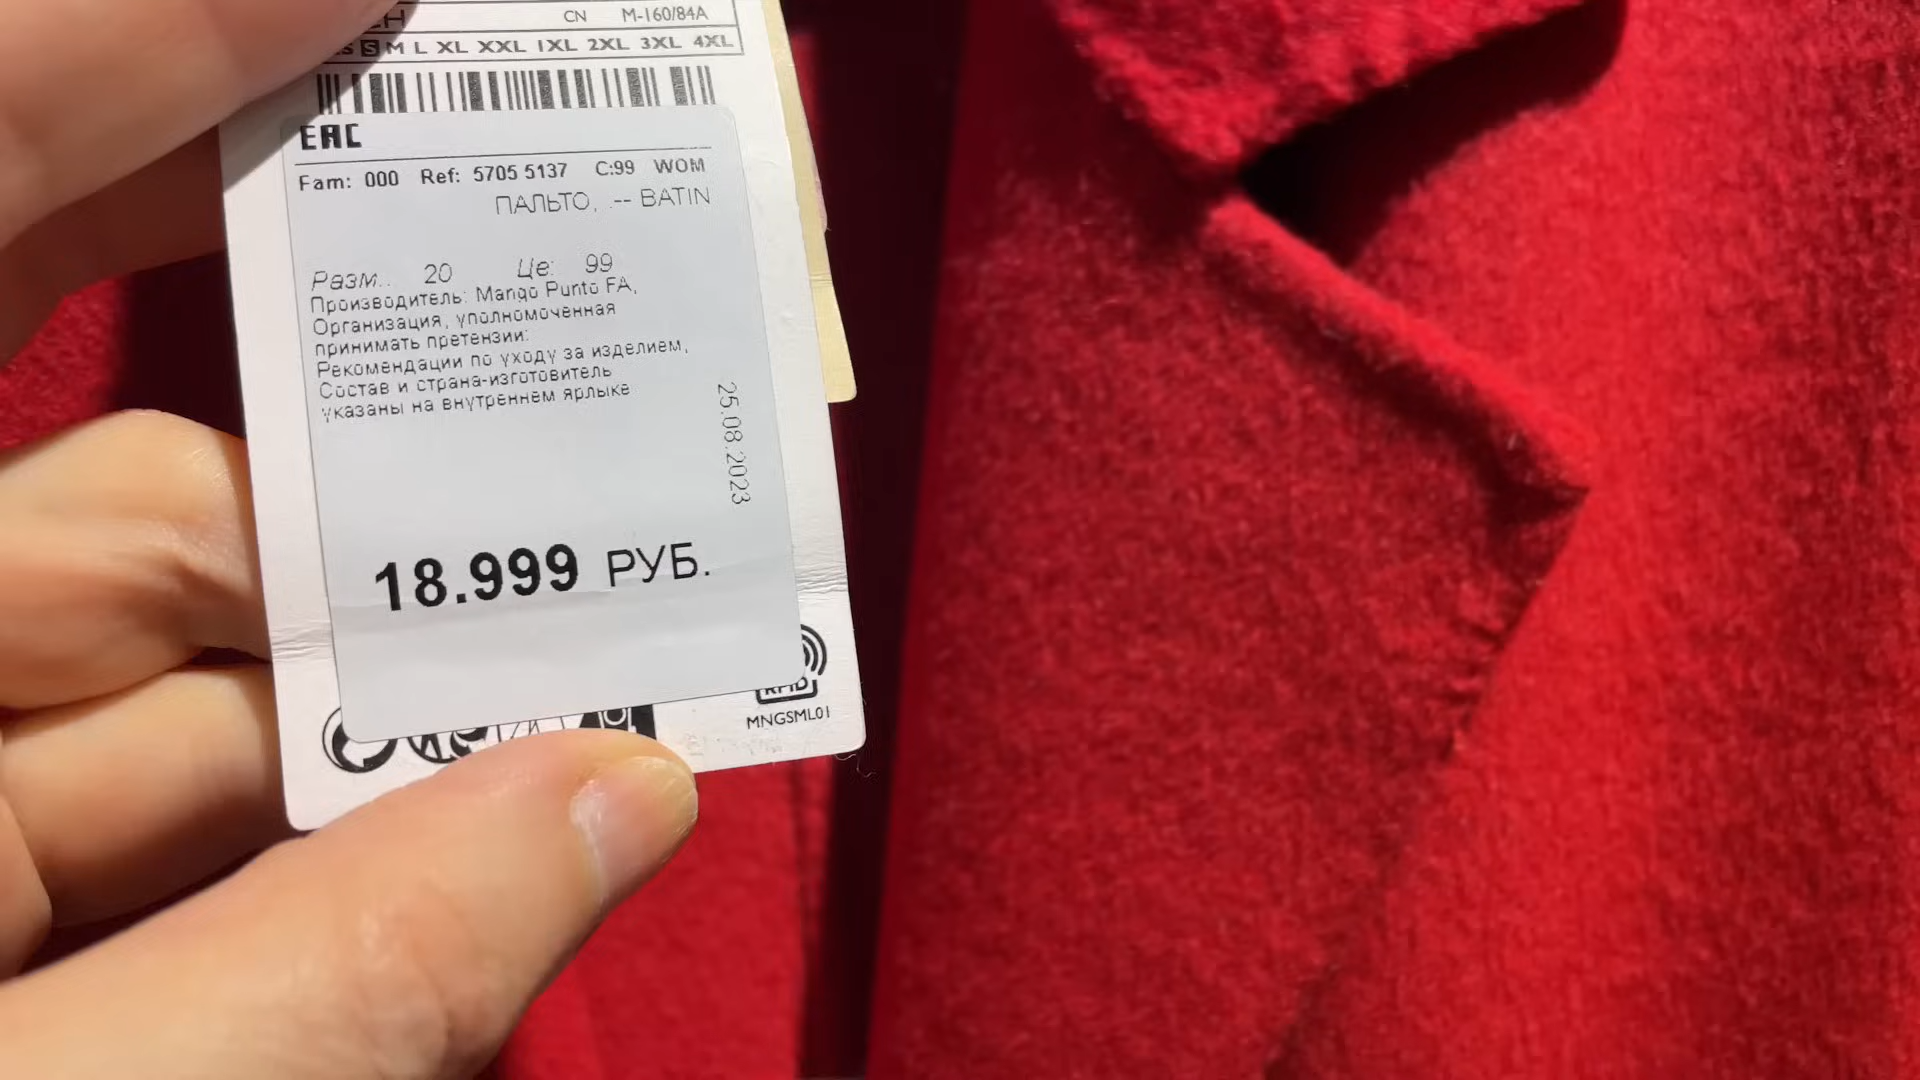 CN M-160/84A
S M L XL XXL 1XL 2XL 3XL 4XL
EAC
Fam: 000 Ref: 5705 5137 C:99 WOM
ПАЛЬТО, .-- BATIN
Разм.. 20 Це: 99
Производитель: Mango Punto FA,
Организация, уполномоченная
принимать претензии:
Рекомендации по уходу за изделием,
Состав и страна-изготовитель
указаны на внутреннем ярлыке
25.08.2023
18.999 РУБ.
RFID
MNGSML01